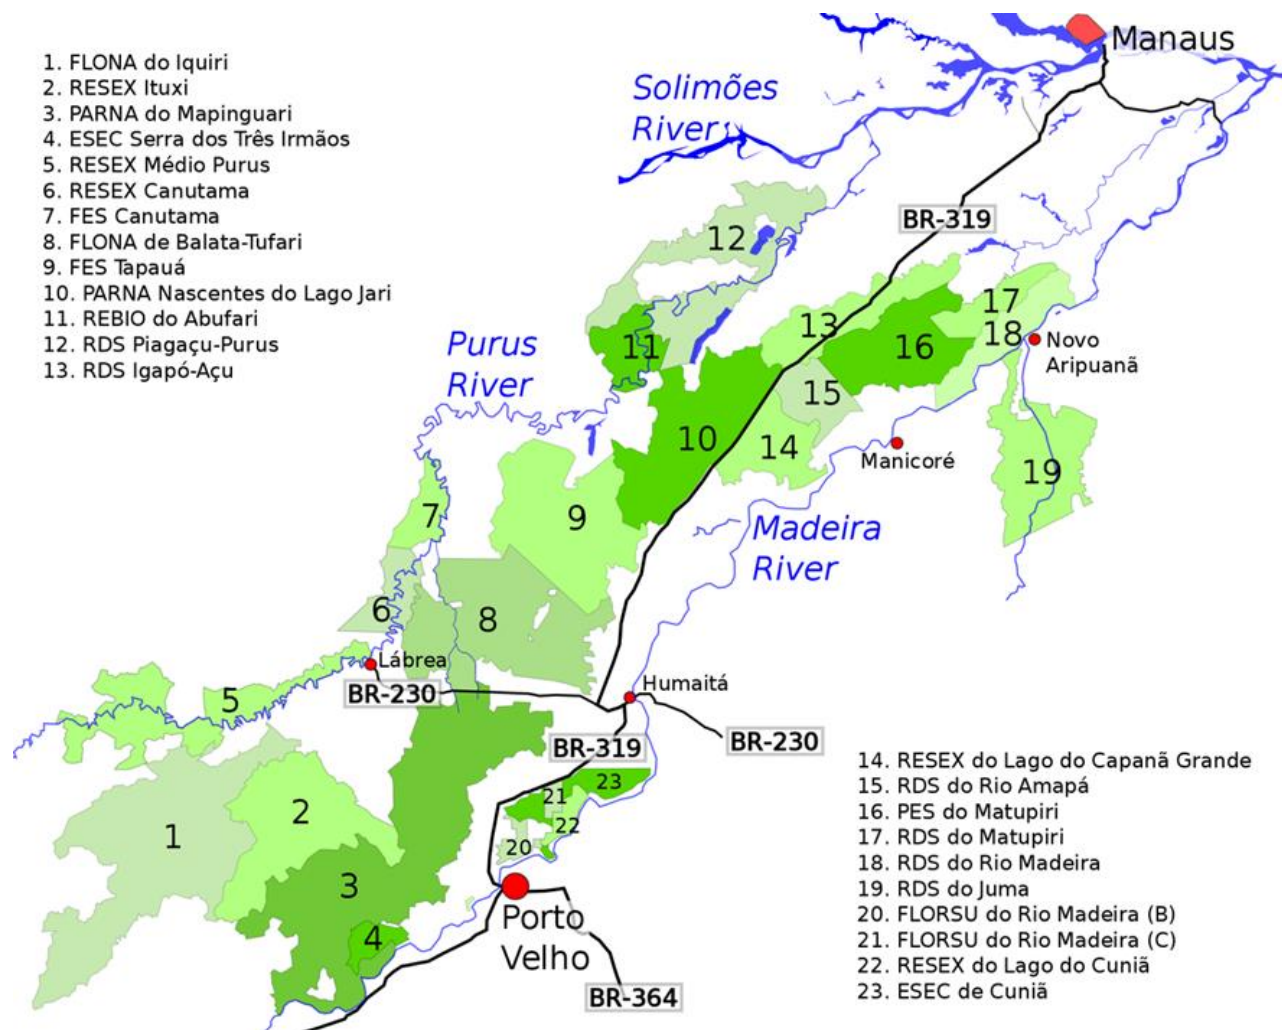 Manaus
1. FLONA do Iquiri
2. RESEX Ituxi
3. PARNA do Mapinguari
4. ESEC Serra dos Três Irmãos
5. RESEX Médio Purus
6. RESEX Canutama
7. FES Canutama
8. FLONA de Balata-Tufari
9. FES Tapauá
10. PARNA Nascentes do Lago Jari
11. REBIO do Abufari
12. RDS Piagaçu-Purus
13. RDS Igapó-Açu
Solimões
River
BR-319
12
17
13
18
16
11
Novo
Aripuanã
Purus
River
15
10
14
Manicoré
19
9
7
Madeira
River
6
8
Lábrea
BR-230
5
Humaitá
BR-319
BR-230
23
21
22
20
2
1
3
4
Porto
Velho
BR-364
14. RESEX do Lago do Capanã Grande
15. RDS do Rio Amapá
16. PES do Matupiri
17. RDS do Matupiri
18. RDS do Rio Madeira
19. RDS do Juma
20. FLORSU do Rio Madeira (B)
21. FLORSU do Rio Madeira (C)
22. RESEX do Lago do Cuniã
23. ESEC de Cuniã